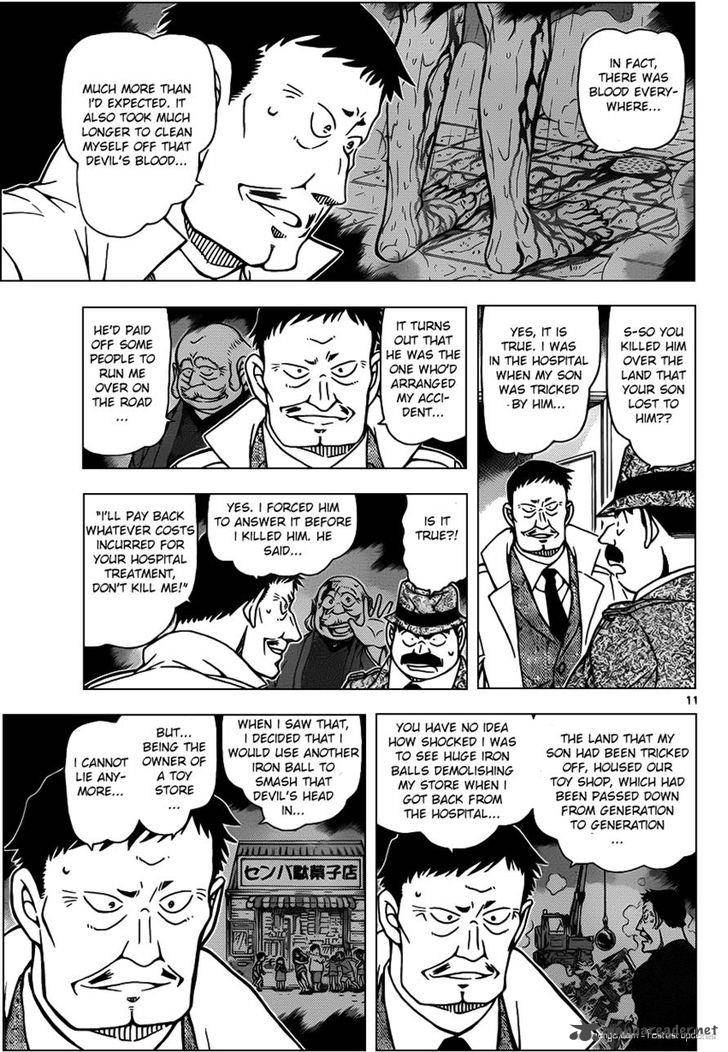 IN FACT,
THERE WAS
BLOOD EVERY-
WHERE...
MUCH MORE THAN
I'D EXPECTED. IT
ALSO TOOK MUCH
LONGER TO CLEAN
MYSELF OFF THAT
DEVIL'S BLOOD...
S-SO YOU
KILLED HIM
OVER THE
LAND THAT
YOUR SON
LOST TO
HIM??
YES, IT IS
TRUE. I WAS
IN THE HOSPITAL
WHEN MY SON
WAS TRICKED
BY HIM...
IT TURNS
OUT THAT
HE WAS THE
ONE WHO'D
ARRANGED
MY ACCI-
DENT...
HE'D PAID
OFF SOME
PEOPLE TO
RUN ME
OVER ON
THE ROAD
...
IS IT
TRUE?!
YES. I FORCED HIM
TO ANSWER IT BEFORE
I KILLED HIM. HE
SAID...
"I'LL PAY BACK
WHATEVER COSTS
INCURRED FOR
YOUR HOSPITAL
TREATMENT,
DON'T KILL ME!"
11
THE LAND THAT MY
SON HAD BEEN TRICKED
OFF, HOUSED OUR
TOY SHOP, WHICH HAD
BEEN PASSED DOWN
FROM GENERATION
TO GENERATION
...
YOU HAVE NO IDEA
HOW SHOCKED I WAS
TO SEE HUGE IRON
BALLS DEMOLISHING
MY STORE WHEN I
GOT BACK FROM
THE HOSPITAL...
WHEN I SAW THAT,
I DECIDED THAT I
WOULD USE ANOTHER
IRON BALL TO
SMASH THAT
DEVIL'S HEAD
IN...
センバ駄菓子店
BUT...
BEING THE
OWNER OF
A TOY
STORE
...
I CANNOT
LIE ANY-
MORE...